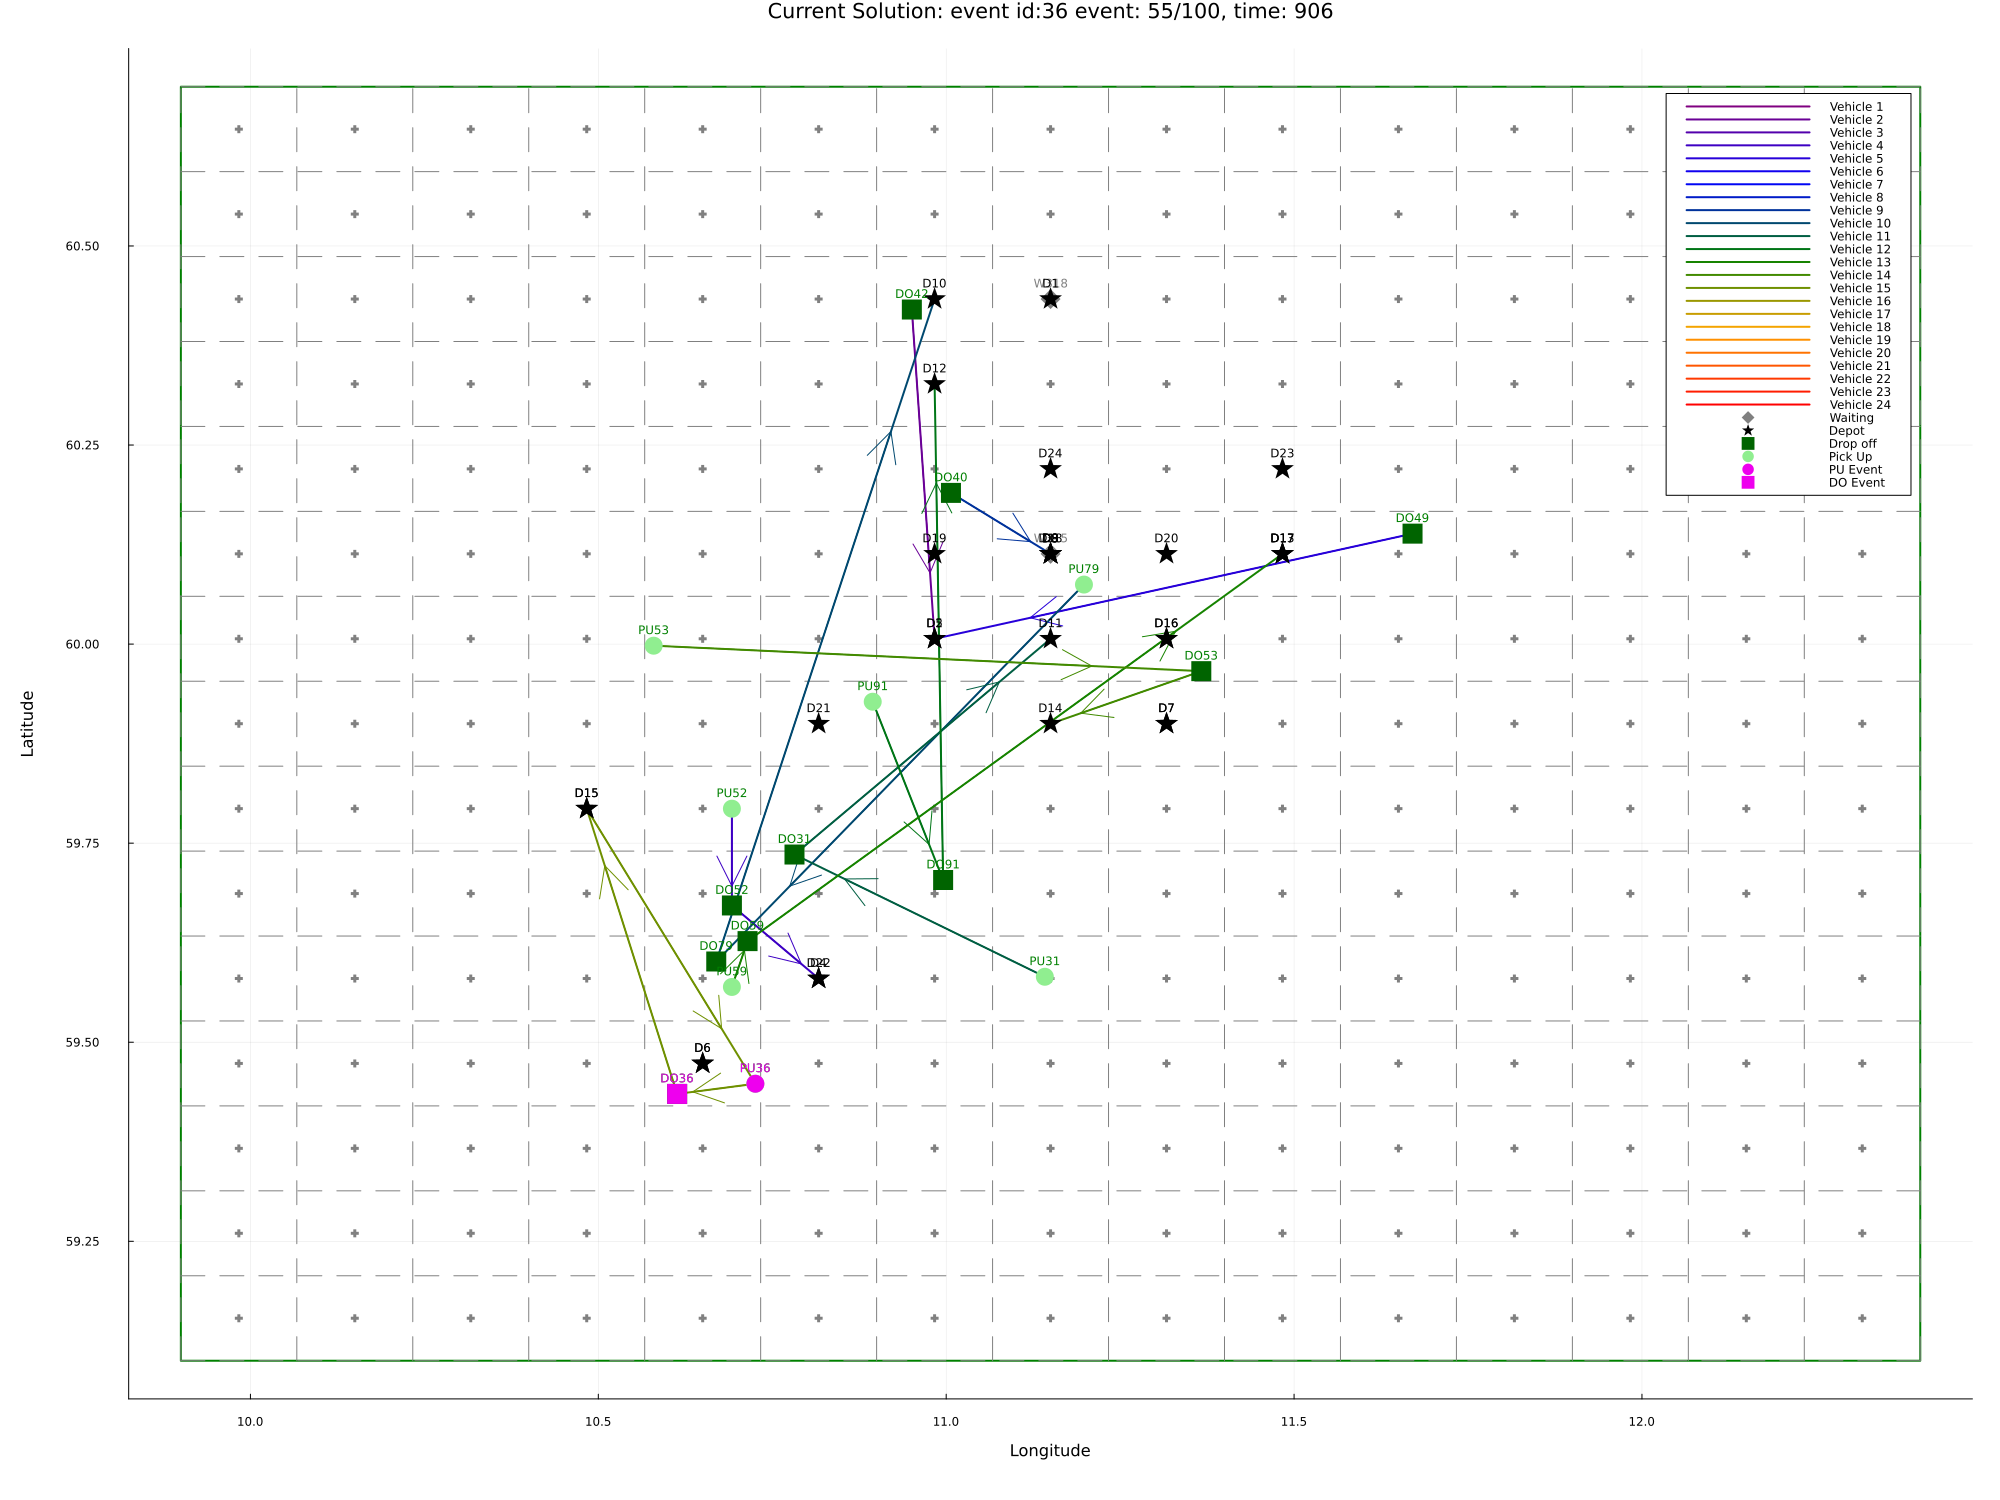 Current Solution: event id:36 event: 55/100, time: 906
Vehicle 1
Vehicle 2
Vehicle 3
Vehicle 4
Vehicle 5
Vehicle 6
Vehicle 7
Vehicle 8
Vehicle 9
Vehicle 10
Vehicle 11
Vehicle 12
Vehicle 13
Vehicle 14
Vehicle 15
Vehicle 16
Vehicle 17
Vehicle 18
Vehicle 19
Vehicle 20
Vehicle 21
Vehicle 22
Vehicle 23
Vehicle 24
Waiting
Depot
Drop off
Pick Up
PU Event
DO Event
60.50
60.25
60.00
59.75
59.50
59.25
Latitude
D10
D1
DO42
D12
D24
D23
DO40
DO49
D19
D20
PU79
PU53
D11
D16
DO53
PU91
D21
D14
D7
D15
PU52
DO31
DO91
DO52
DO59
DO79
D22
PU59
PU31
D6
PU36
DO36
10.0
10.5
11.0
11.5
12.0
Longitude